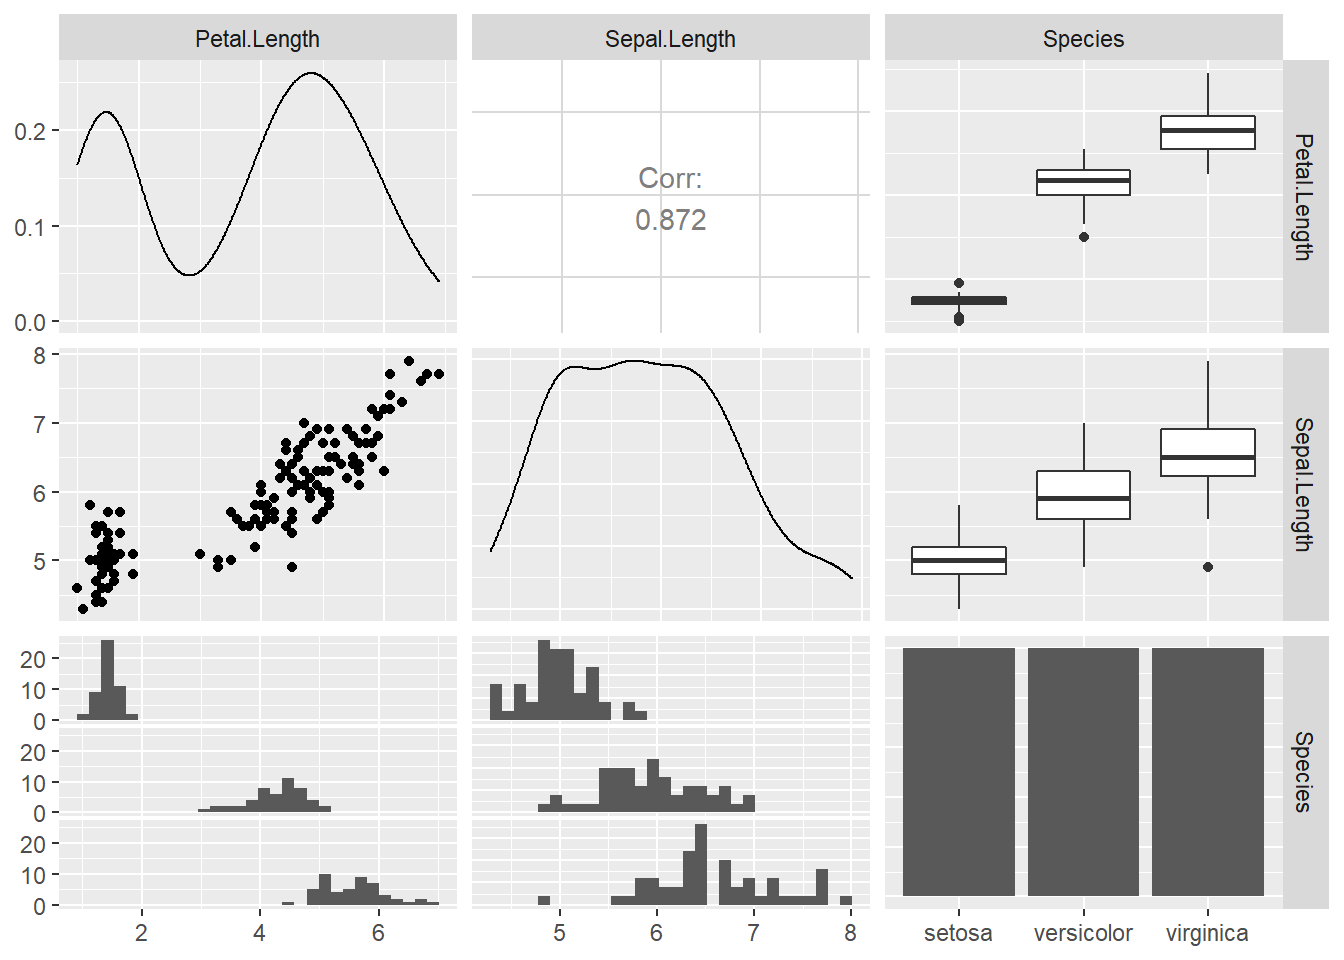 Petal.Length Sepal.Length Species
0.2
0.1
0.0
Corr:
0.872
Petal.Length
8
7
6
5
Sepal.Length
20
10
0
20
10
0
20
10
0
Species
2 4 6 5 6 7 8 setosa versicolor virginica